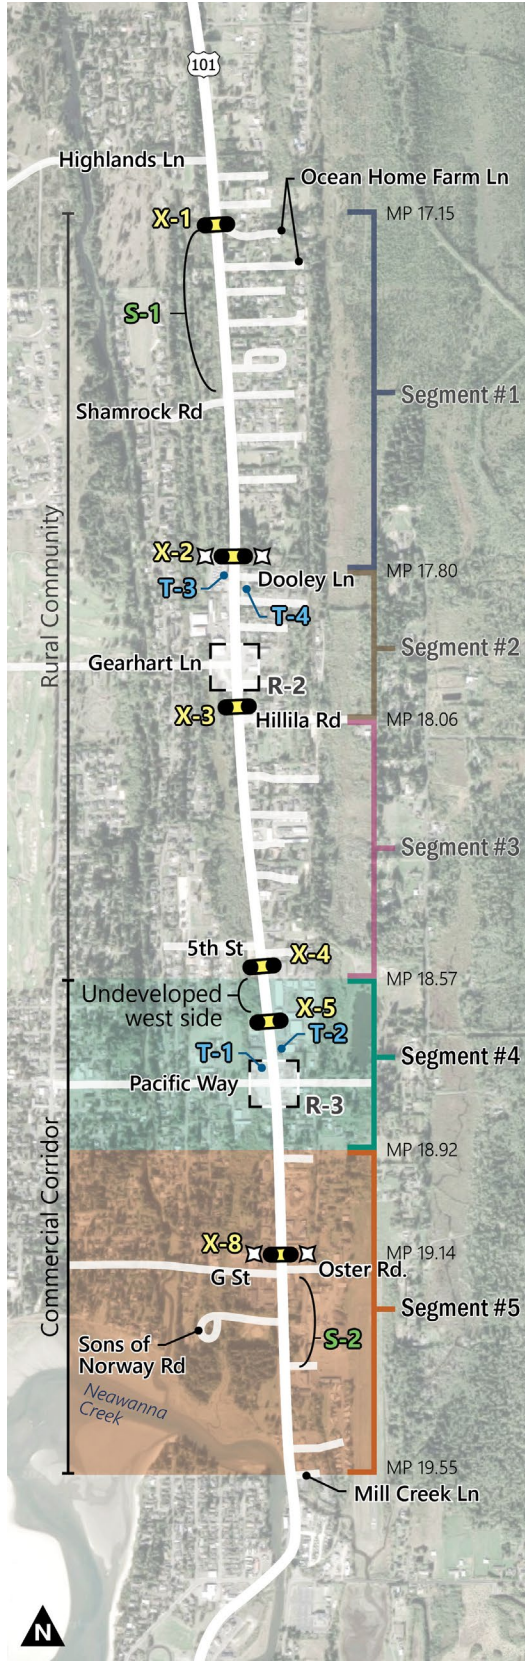 101
Highlands Ln
Ocean Home Farm Ln
X-1
MP 17.15
S-1
Segment #1
Shamrock Rd
Rural Community
X-2
MP 17.80
T-3
Dooley Ln
T-4
Segment #2
Gearhart Ln
R-2
X-3
Hillila Rd
MP 18.06
Segment #3
5th St
X-4
MP 18.57
Undeveloped
west side
X-5
T-2
T-1
Segment #4
Pacific Way
R-3
Commercial Corridor
MP 18.92
X-8
MP 19.14
G St
Oster Rd.
Segment #5
Sons of
Norway Rd
S-2
Neawanna
Creek
MP 19.55
Mill Creek Ln
N